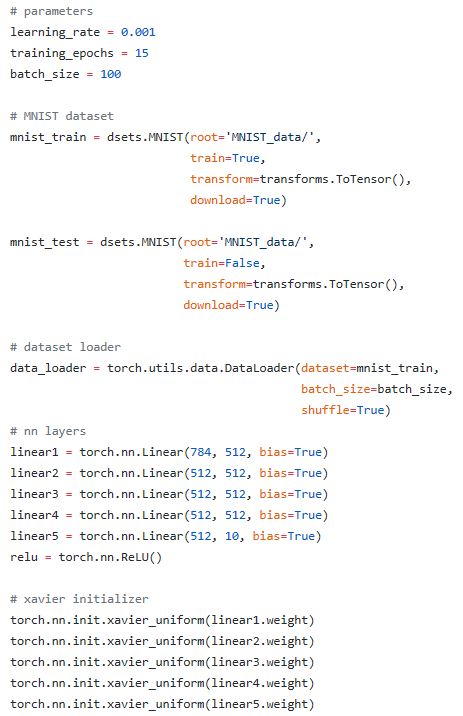 # parameters
learning_rate = 0.001
training_epochs = 15
batch_size = 100

# MNIST dataset
mnist_train = dsets.MNIST(root='MNIST_data/',
                          train=True,
                          transform=transforms.ToTensor(),
                          download=True)

mnist_test = dsets.MNIST(root='MNIST_data/',
                         train=False,
                         transform=transforms.ToTensor(),
                         download=True)

# dataset loader
data_loader = torch.utils.data.DataLoader(dataset=mnist_train,
                                          batch_size=batch_size,
                                          shuffle=True)
# nn layers
linear1 = torch.nn.Linear(784, 512, bias=True)
linear2 = torch.nn.Linear(512, 512, bias=True)
linear3 = torch.nn.Linear(512, 512, bias=True)
linear4 = torch.nn.Linear(512, 512, bias=True)
linear5 = torch.nn.Linear(512, 10, bias=True)
relu = torch.nn.ReLU()

# xavier initializer
torch.nn.init.xavier_uniform(linear1.weight)
torch.nn.init.xavier_uniform(linear2.weight)
torch.nn.init.xavier_uniform(linear3.weight)
torch.nn.init.xavier_uniform(linear4.weight)
torch.nn.init.xavier_uniform(linear5.weight)